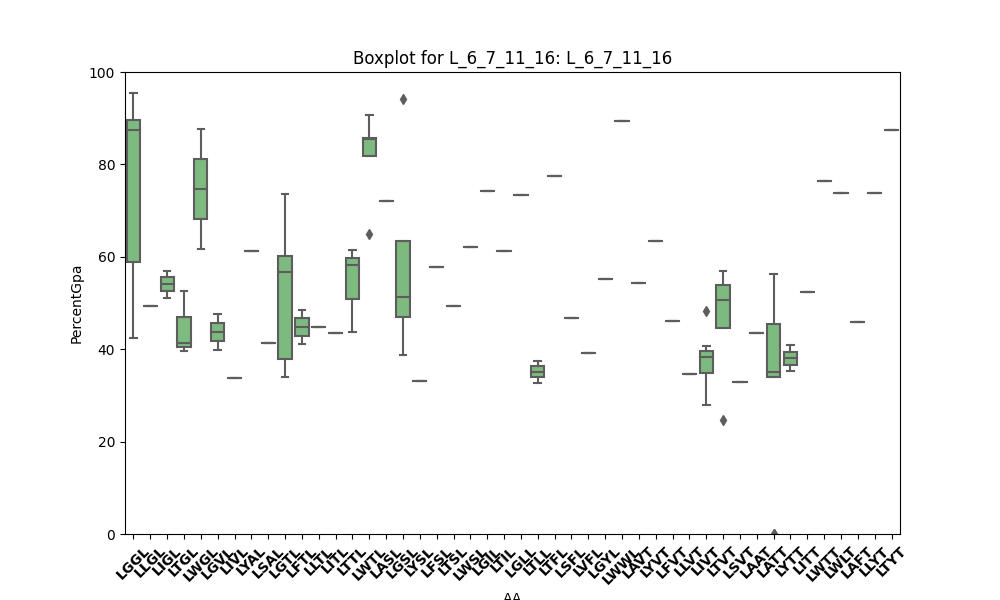 Boxplot for L_6_7_11_16: L_6_7_11_16
PercentGpa
100
80
60
40
20
0
LGGL
LLGL
LIGL
LTGL
LWGL
LGVL
LIVL
LYAL
LSAL
LGTL
LFTL
LLTL
LITL
LTTL
LWTL
LASL
LGSL
LYSL
LFSL
LTSL
LWSL
LGIL
LTIL
LGLL
LTLL
LTFL
LSFL
LVFL
LGYL
LWWL
LAVT
LYVT
LFVT
LLVT
LIVT
LTVT
LSVT
LAAT
LATT
LYTT
LITT
LWTT
LWLT
LAFT
LLYT
LTYT
AA